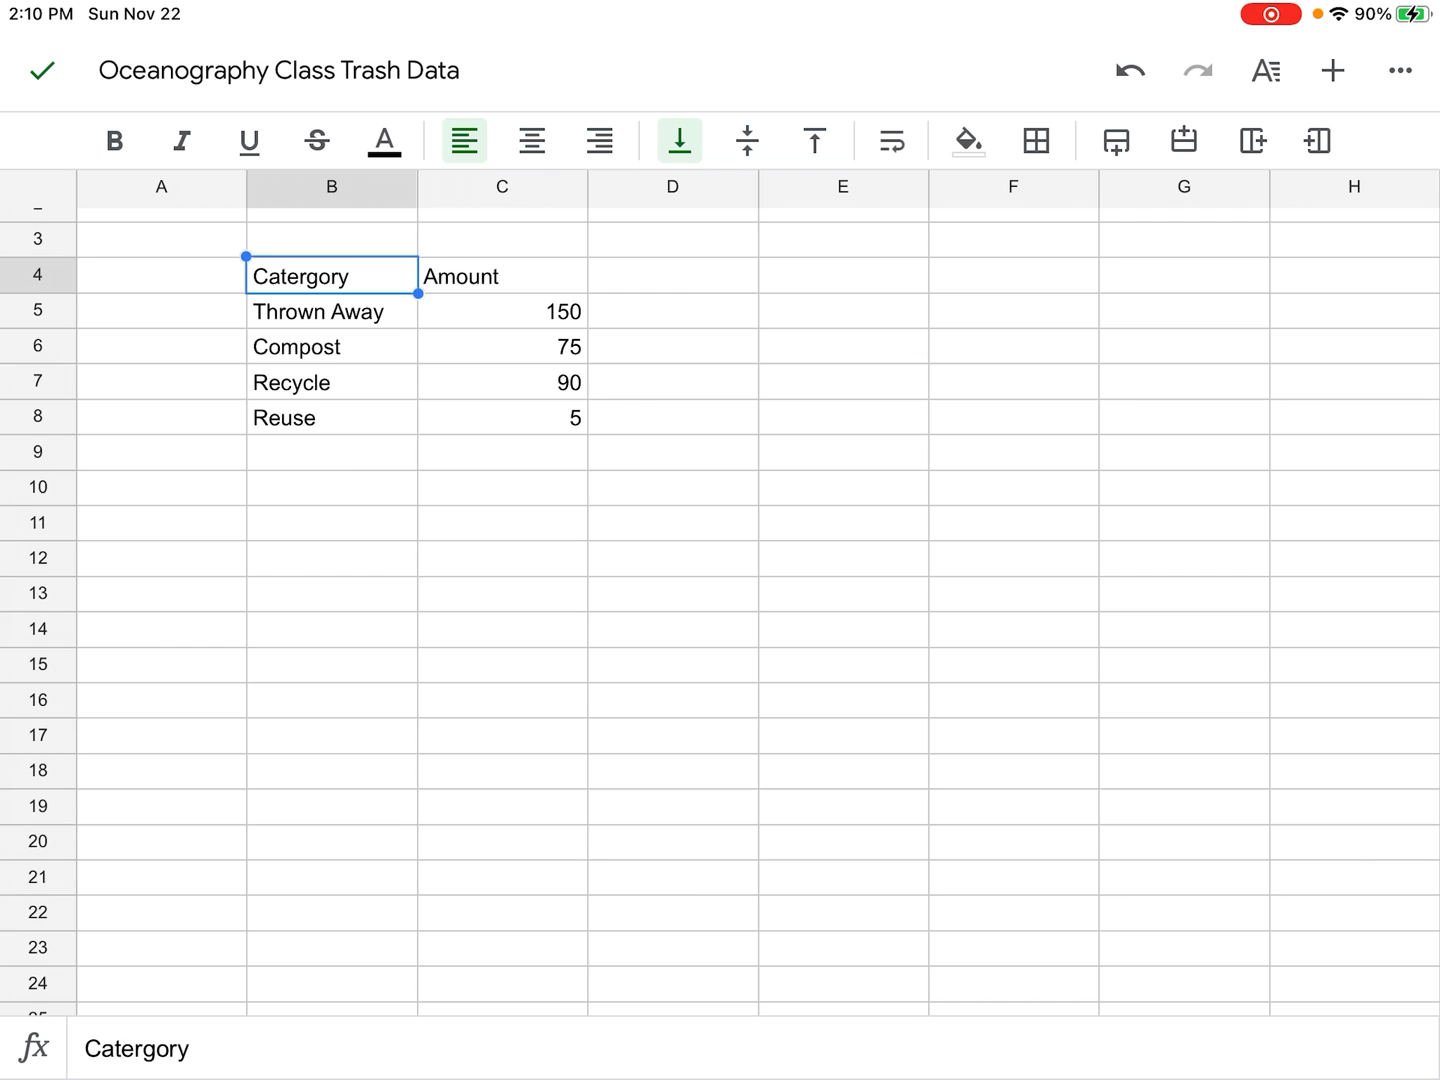 2:10 PM Sun Nov 22 90%
Oceanography Class Trash Data
B I U S A
A B C D E F G H
3
4 Catergory Amount
5 Thrown Away 150
6 Compost 75
7 Recycle 90
8 Reuse 5
9
10
11
12
13
14
15
16
17
18
19
20
21
22
23
24
fx Catergory